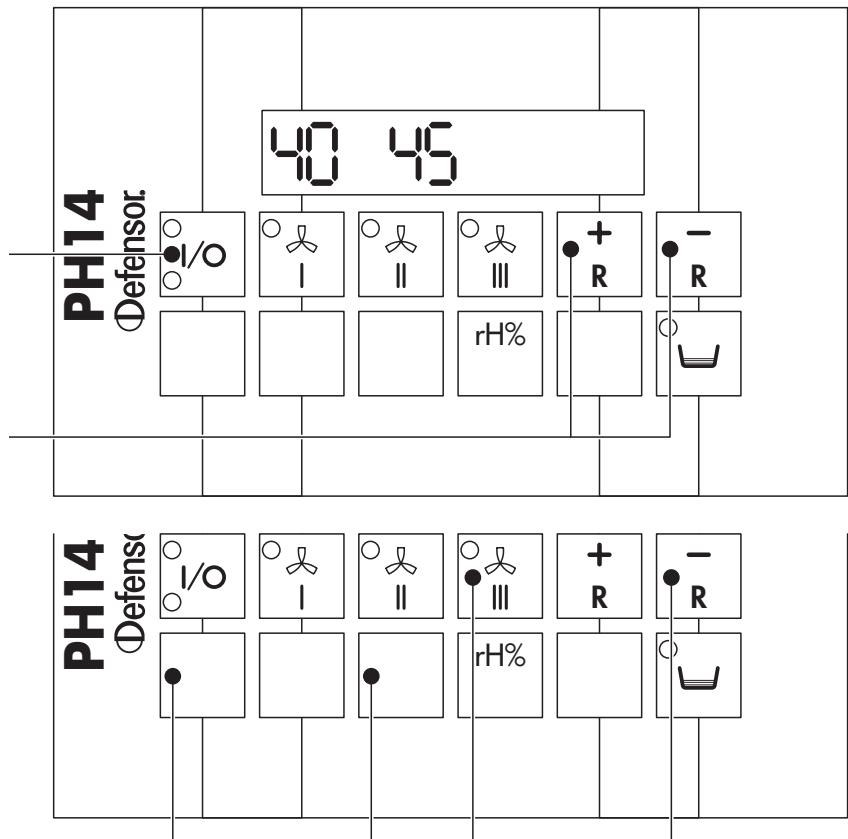 40 45
PH14
Defensor.
I/O I II III + R - R
rH%
PH14
Defenso
I/O I II III + R - R
rH%